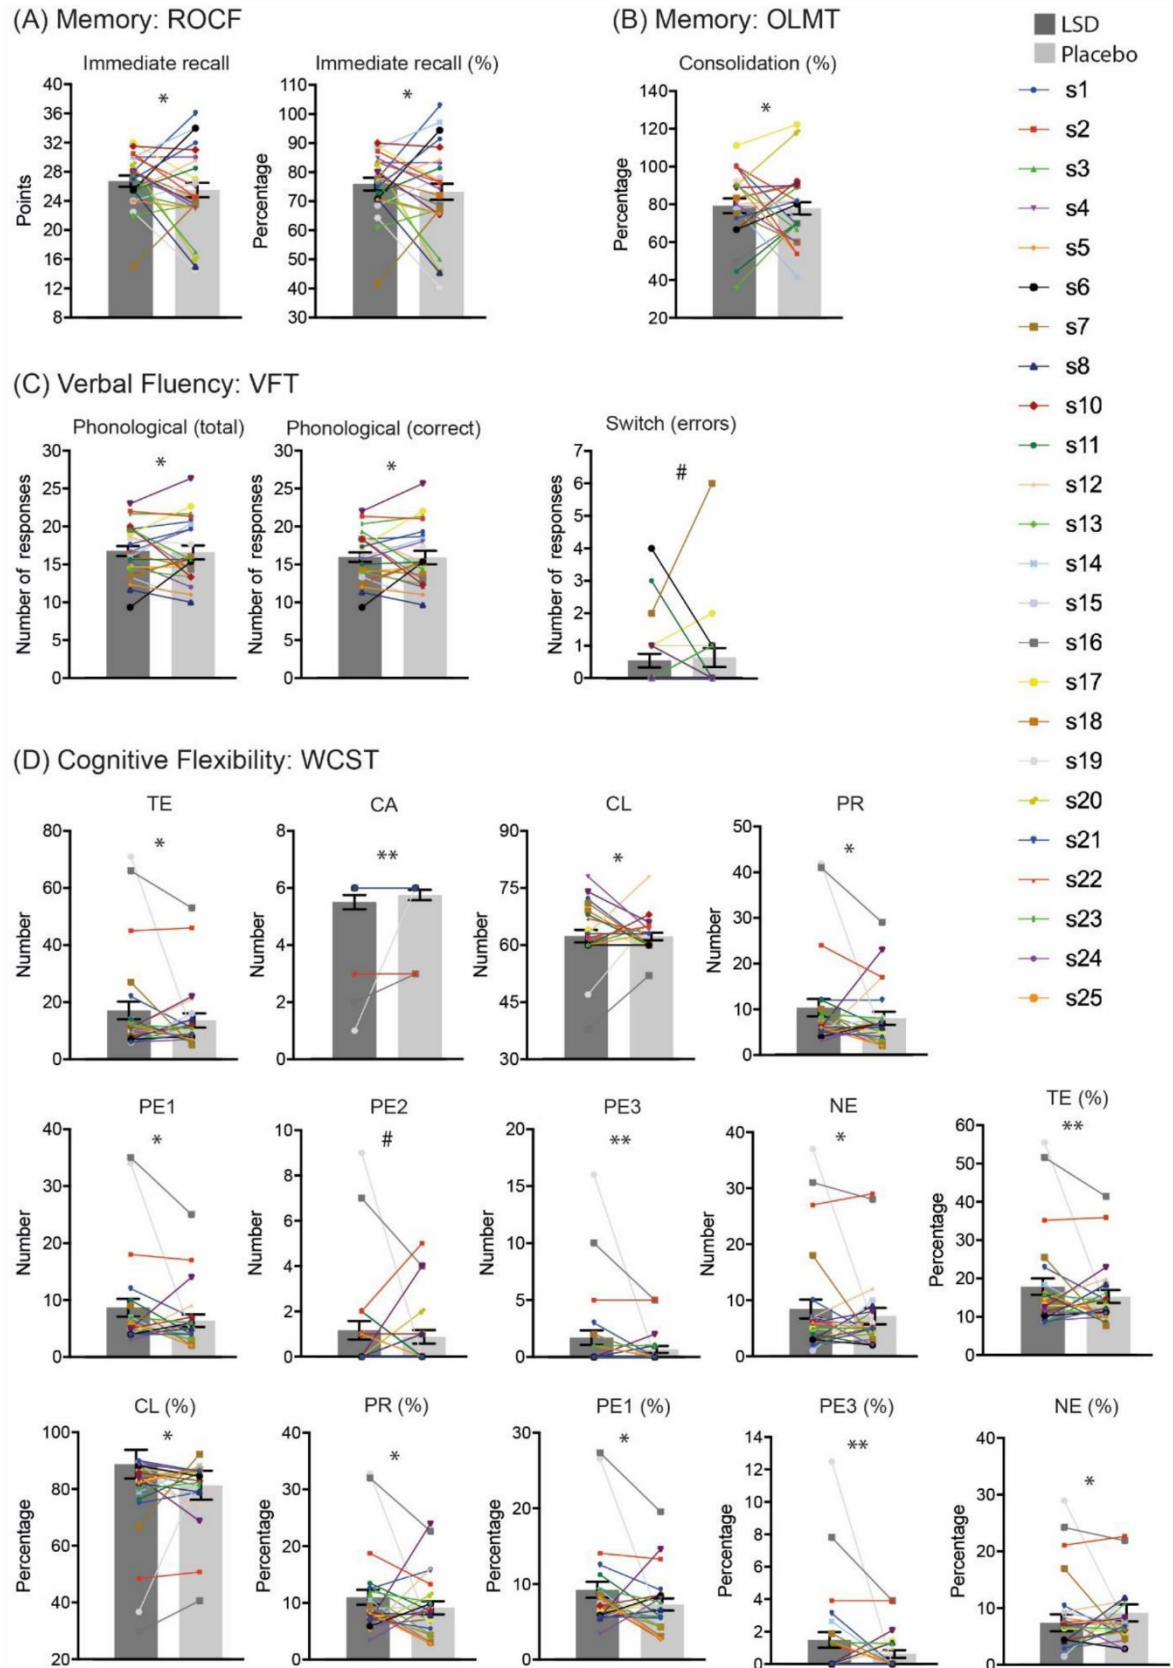 (A) Memory: ROCF
(B) Memory: OLMT
LSD
Placebo
Immediate recall
Immediate recall (%)
Consolidation (%)
*
*
*
Points
40
36
32
28
24
20
16
12
8
Percentage
110
100
90
80
70
60
50
40
30
Percentage
140
120
100
80
60
40
20
s1
s2
s3
s4
s5
s6
s7
s8
s10
s11
s12
s13
s14
s15
s16
s17
s18
s19
s20
s21
s22
s23
s24
s25
(C) Verbal Fluency: VFT
Phonological (total)
Phonological (correct)
Switch (errors)
*
*
#
Number of responses
30
25
20
15
10
5
0
Number of responses
30
25
20
15
10
5
0
Number of responses
7
6
5
4
3
2
1
0
(D) Cognitive Flexibility: WCST
TE
CA
CL
PR
*
**
*
*
Number
80
60
40
20
0
Number
8
6
4
2
0
Number
90
75
60
45
30
Number
50
40
30
20
10
0
PE1
PE2
PE3
NE
TE (%)
*
#
**
*
**
Number
40
30
20
10
0
Number
10
8
6
4
2
0
Number
20
15
10
5
0
Number
40
30
20
10
0
Percentage
60
50
40
30
20
10
0
CL (%)
PR (%)
PE1 (%)
PE3 (%)
NE (%)
*
*
*
**
*
Percentage
100
80
60
40
20
Percentage
40
30
20
10
0
Percentage
30
20
10
0
Percentage
14
12
10
8
6
4
2
0
Percentage
40
30
20
10
0